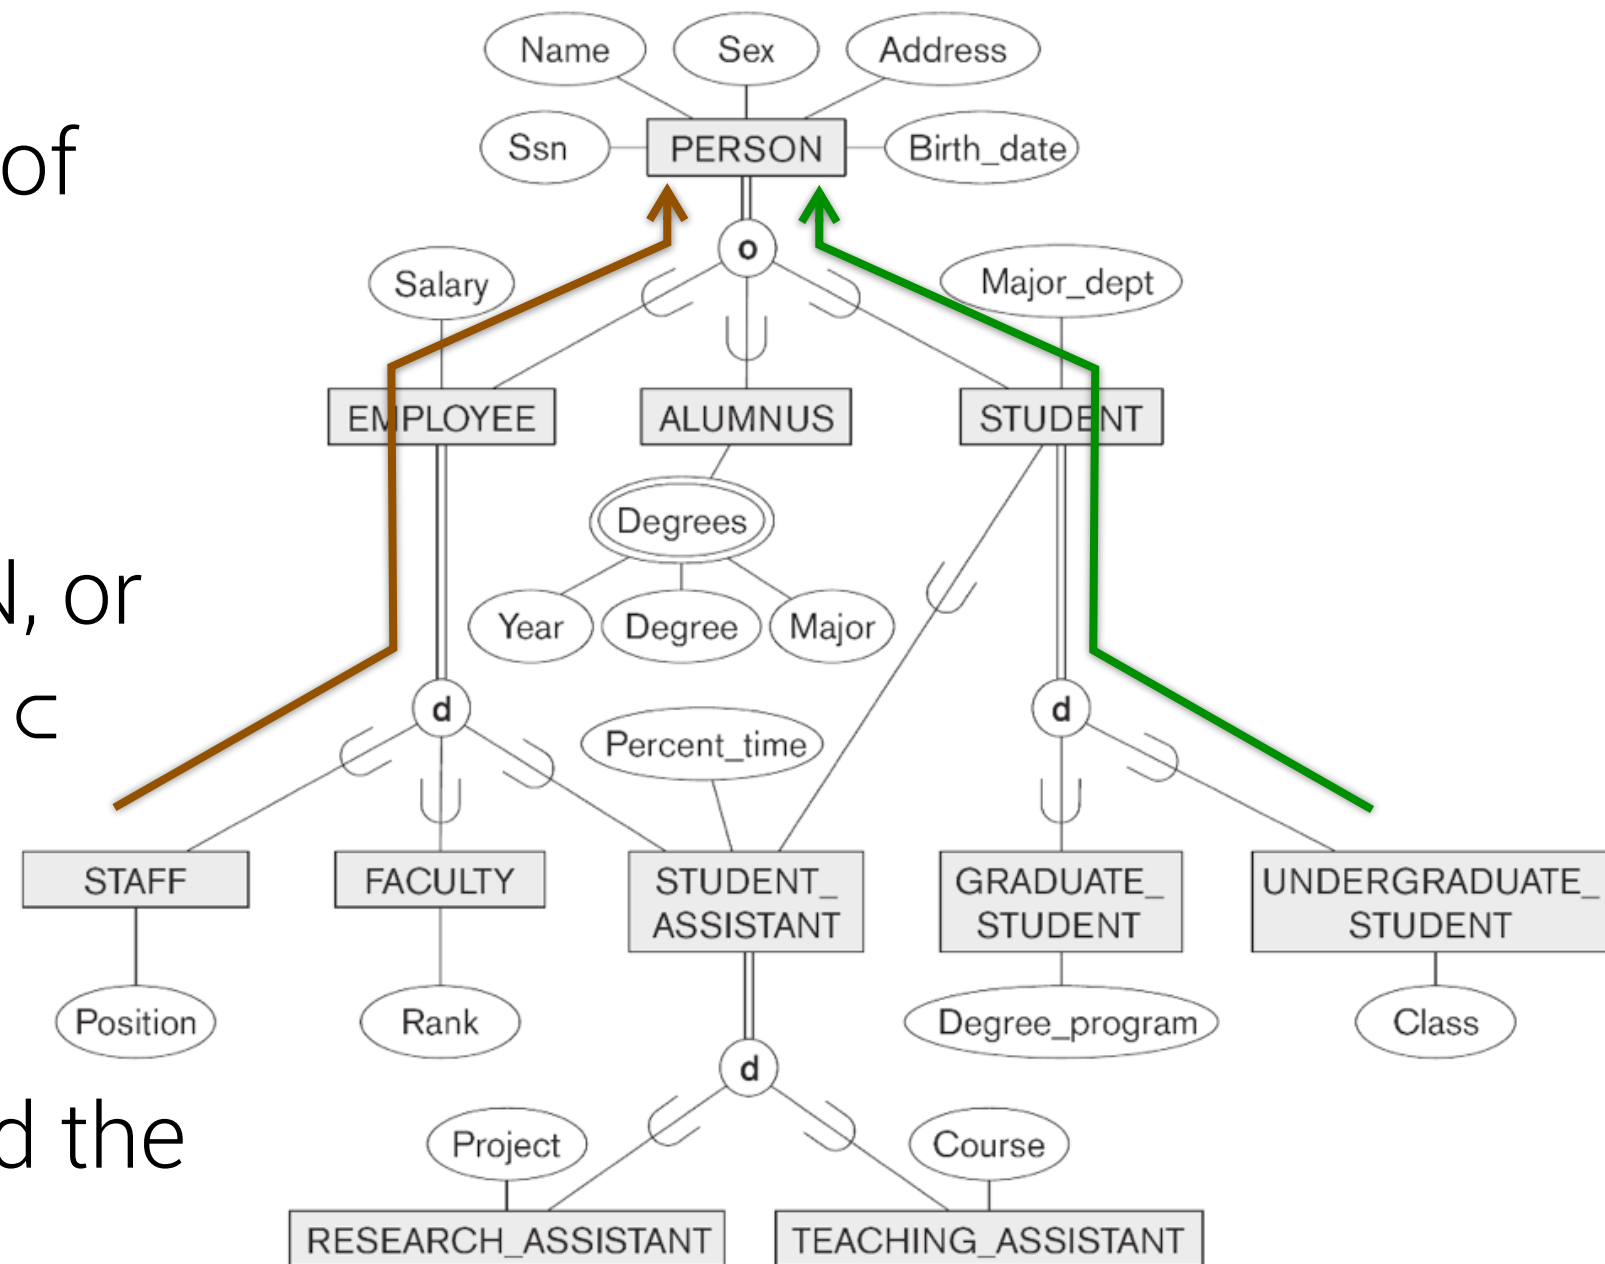 Name
Sex
Address
of
Ssn
PERSON
Birth_date
o
Salary
Major_dept
EMPLOYEE
ALUMNUS
STUDENT
Degrees
N, or
Year
Degree
Major
⊂
d
d
Percent_time
STAFF
FACULTY
STUDENT_
ASSISTANT
GRADUATE_
STUDENT
UNDERGRADUATE_
STUDENT
Position
Rank
Degree_program
Class
d
d the
Project
Course
RESEARCH_ASSISTANT
TEACHING_ASSISTANT